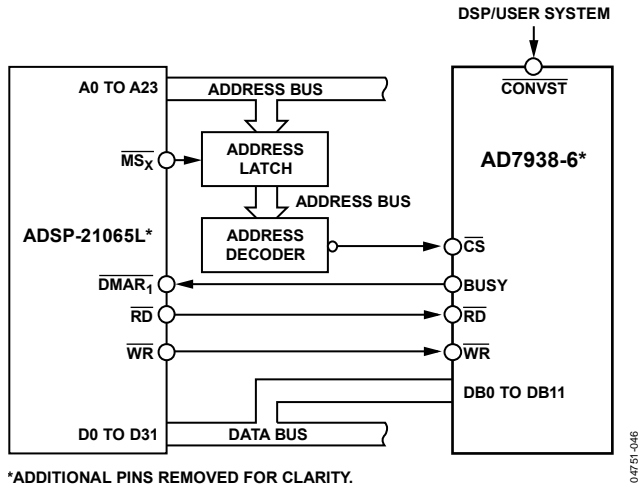 DSP/USER SYSTEM
A0 TO A23
ADDRESS BUS
CONVST
MSX
ADDRESS
LATCH
AD7938-6*
ADDRESS BUS
ADSP-21065L*
ADDRESS
DECODER
CS
DMAR1
BUSY
RD
RD
WR
WR
DB0 TO DB11
D0 TO D31
DATA BUS
*ADDITIONAL PINS REMOVED FOR CLARITY.
04751-046